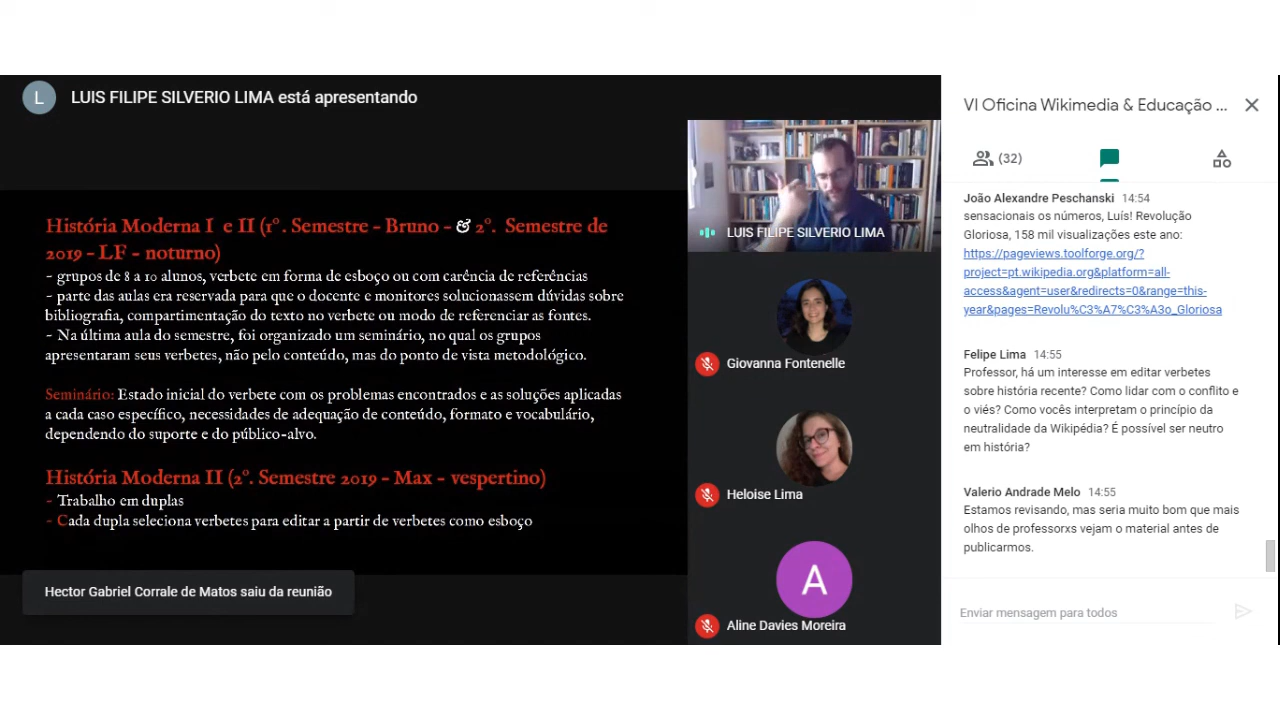 L
LUIS FILIPE SILVERIO LIMA está apresentando
História Moderna I e II (1º. Semestre - Bruno - & 2º. Semestre de
2019 - LF - noturno)
- grupos de 8 a 10 alunos, verbete em forma de esboço ou com carência de referências
- parte das aulas era reservada para que o docente e monitores solucionassem dúvidas sobre
bibliografia, compartimentação do texto no verbete ou modo de referenciar as fontes.
- Na última aula do semestre, foi organizado um seminário, no qual os grupos
apresentaram seus verbetes, não pelo conteúdo, mas do ponto de vista metodológico.
Seminário: Estado inicial do verbete com os problemas encontrados e as soluções aplicadas
a cada caso específico, necessidades de adequação de conteúdo, formato e vocabulário,
dependendo do suporte e do público-alvo.
História Moderna II (2º. Semestre 2019 - Max - vespertino)
- Trabalho em duplas
- Cada dupla seleciona verbetes para editar a partir de verbetes como esboço
Hector Gabriel Corrale de Matos saiu da reunião
LUIS FILIPE SILVERIO LIMA
Giovanna Fontenelle
Heloise Lima
A
Aline Davies Moreira
VI Oficina Wikimedia & Educação ...
(32)
João Alexandre Peschanski 14:54
sensacionais os números, Luís! Revolução
Gloriosa, 158 mil visualizações este ano:
https://pageviews.toolforge.org/?
project=pt.wikipedia.org&platform=all-
access&agent=user&redirects=0&range=this-
year&pages=Revolu%C3%A7%C3%A3o_Gloriosa
Felipe Lima 14:55
Professor, há um interesse em editar verbetes
sobre história recente? Como lidar com o conflito e
o viés? Como vocês interpretam o princípio da
neutralidade da Wikipédia? É possível ser neutro
em história?
Valerio Andrade Melo 14:55
Estamos revisando, mas seria muito bom que mais
olhos de professorxs vejam o material antes de
publicarmos.
Enviar mensagem para todos